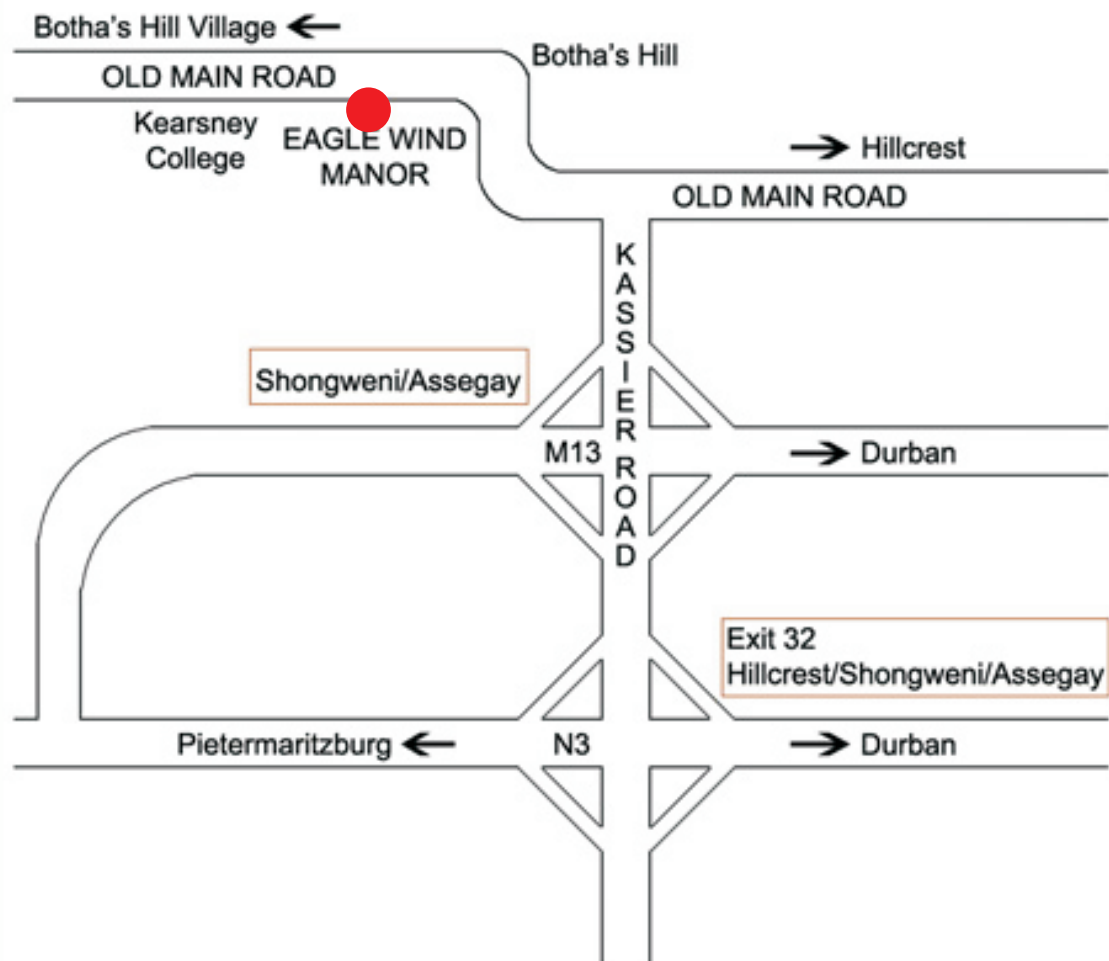 Botha's Hill Village
Botha's Hill
OLD MAIN ROAD
Kearsney
College
EAGLE WIND
MANOR
Hillcrest
OLD MAIN ROAD
KASSIER ROAD
Shongweni/Assegay
M13
Durban
Exit 32
Hillcrest/Shongweni/Assegay
Pietermaritzburg
N3
Durban